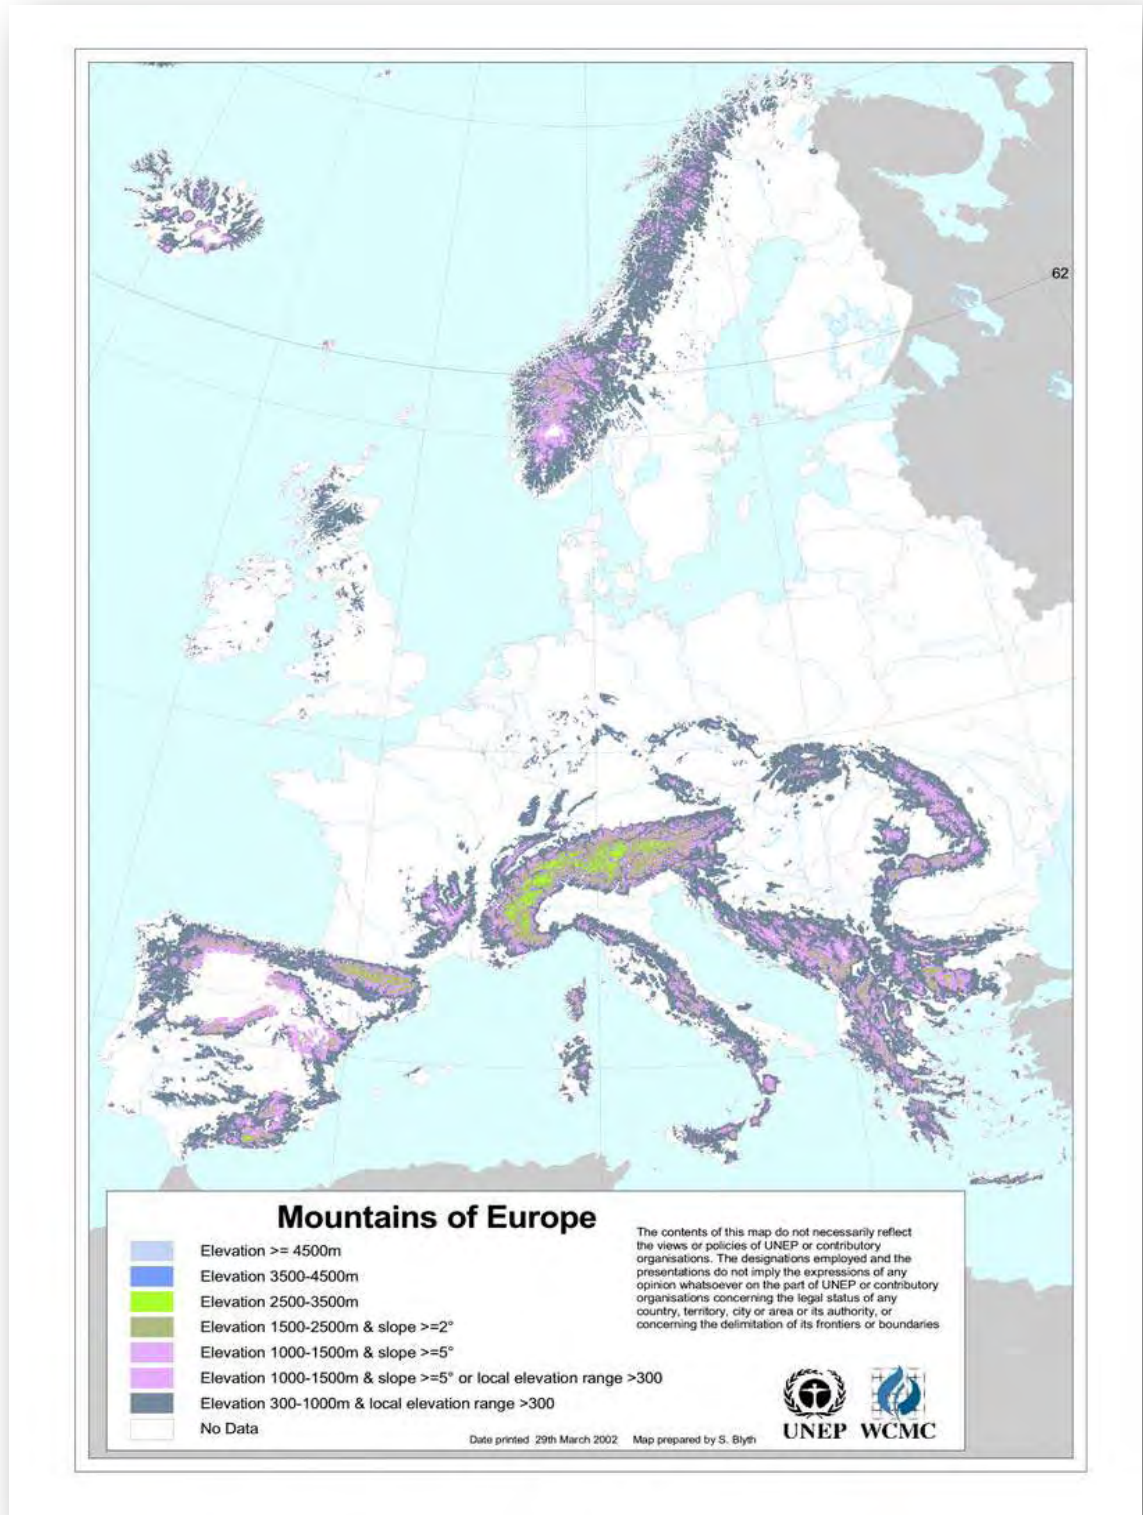 62
Mountains of Europe
Elevation >= 4500m
Elevation 3500-4500m
Elevation 2500-3500m
Elevation 1500-2500m & slope >=2°
Elevation 1000-1500m & slope >=5°
Elevation 1000-1500m & slope >=5° or local elevation range >300
Elevation 300-1000m & local elevation range >300
No Data
The contents of this map do not necessarily reflect
the views or policies of UNEP or contributory
organisations. The designations employed and the
presentations do not imply the expressions of any
opinion whatsoever on the part of UNEP or contributory
organisations concerning the legal status of any
country, territory, city or area or its authority, or
concerning the delimitation of its frontiers or boundaries
Date printed 29th March 2002 Map prepared by S. Blyth
UNEP WCMC